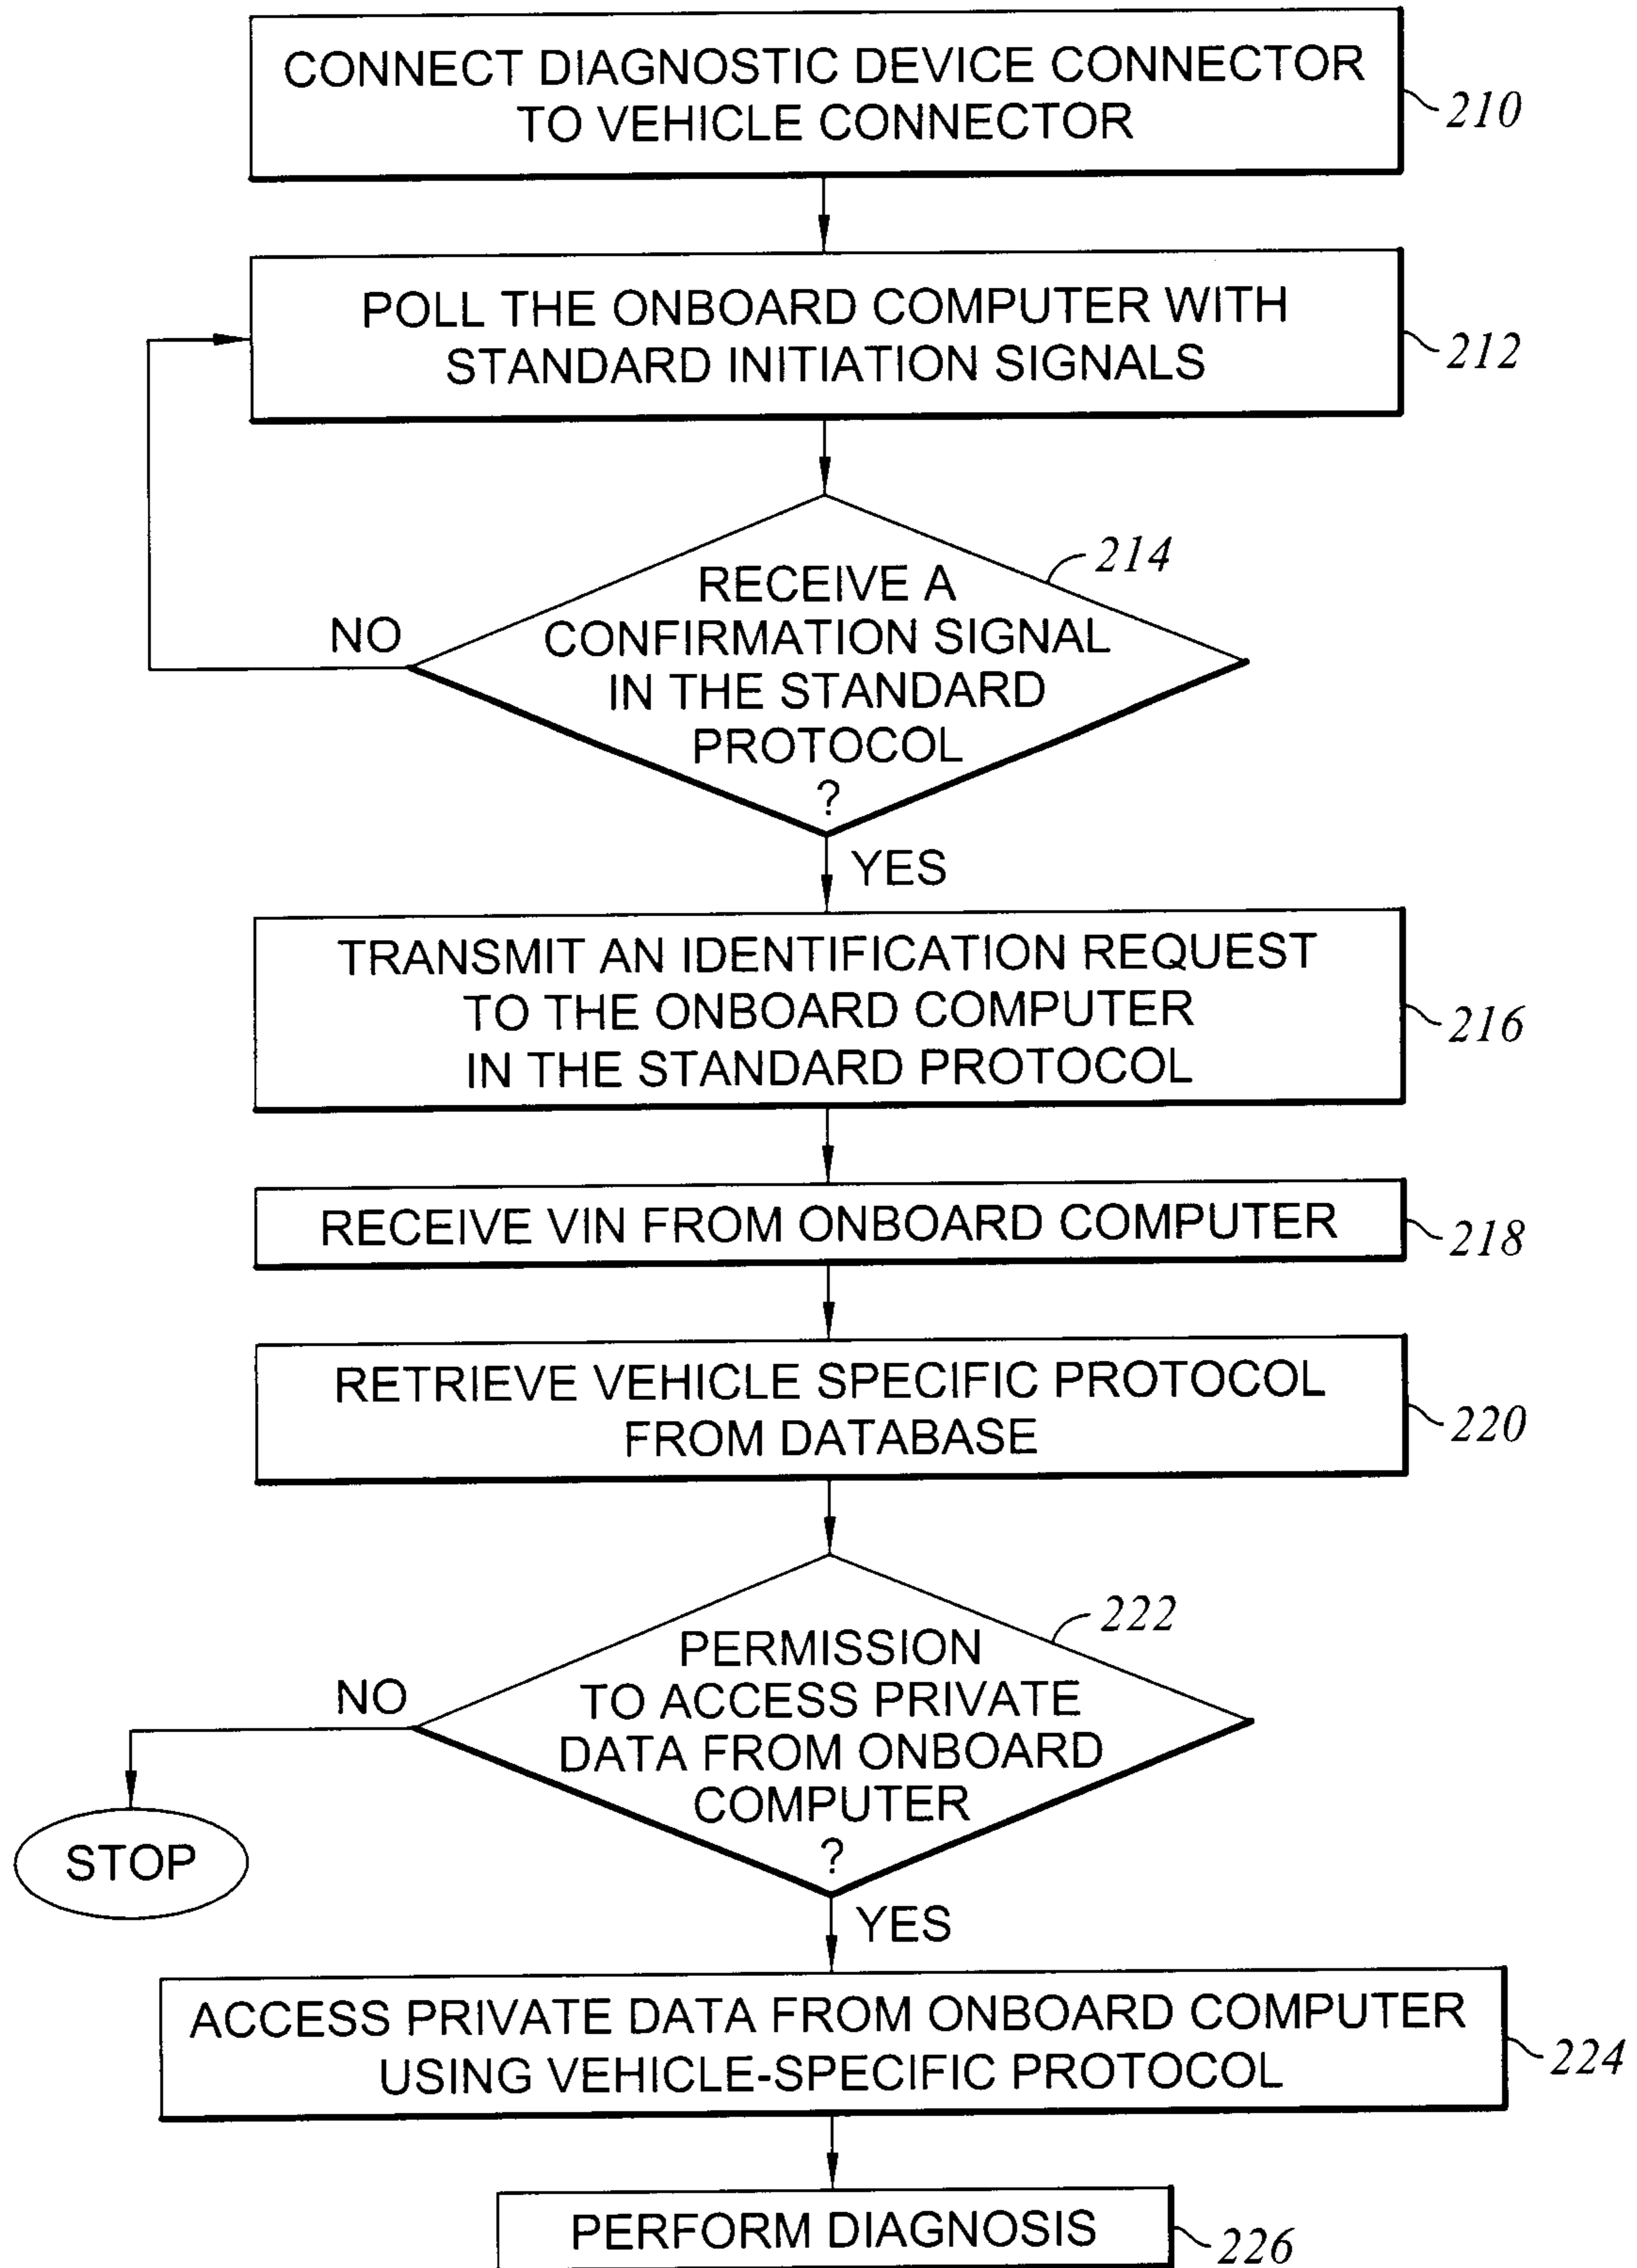 CONNECT DIAGNOSTIC DEVICE CONNECTOR
TO VEHICLE CONNECTOR
210
POLL THE ONBOARD COMPUTER WITH
STANDARD INITIATION SIGNALS
212
214
RECEIVE A
CONFIRMATION SIGNAL
IN THE STANDARD
PROTOCOL
?
NO
YES
TRANSMIT AN IDENTIFICATION REQUEST
TO THE ONBOARD COMPUTER
IN THE STANDARD PROTOCOL
216
RECEIVE VIN FROM ONBOARD COMPUTER
218
RETRIEVE VEHICLE SPECIFIC PROTOCOL
FROM DATABASE
220
222
PERMISSION
TO ACCESS PRIVATE
DATA FROM ONBOARD
COMPUTER
?
NO
STOP
YES
ACCESS PRIVATE DATA FROM ONBOARD COMPUTER
USING VEHICLE-SPECIFIC PROTOCOL
224
PERFORM DIAGNOSIS
226